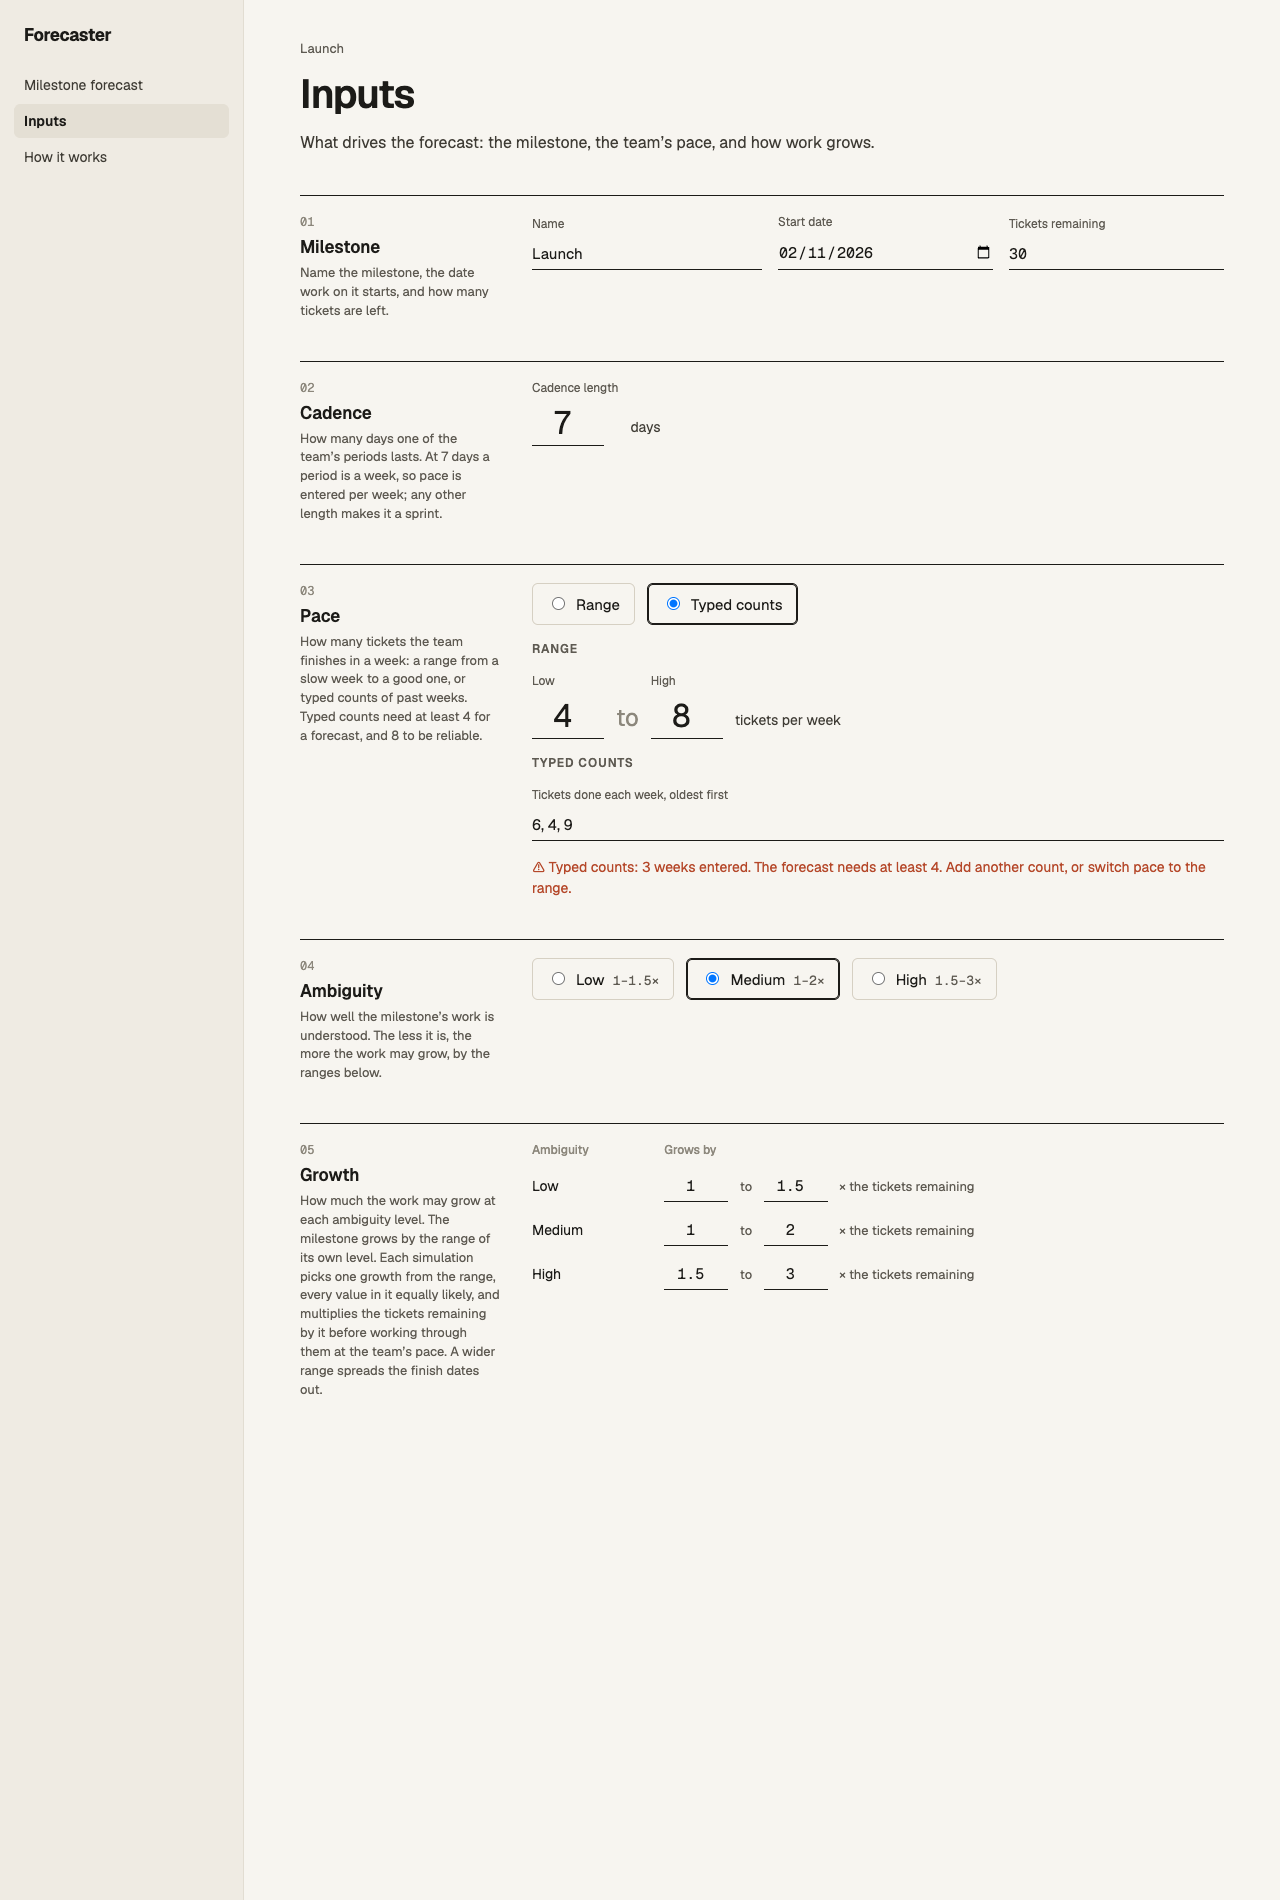 Forecaster
Milestone forecast
Inputs
How it works
Launch
Inputs
What drives the forecast: the milestone, the team’s pace, and how work grows.
01
Milestone
Name the milestone, the date
work on it starts, and how many
tickets are left.
Name
Launch
Start date
02/11/2026
Tickets remaining
30
02
Cadence
How many days one of the
team’s periods lasts. At 7 days a
period is a week, so pace is
entered per week; any other
length makes it a sprint.
Cadence length
7 days
03
Pace
How many tickets the team
finishes in a week: a range from a
slow week to a good one, or
typed counts of past weeks.
Typed counts need at least 4 for
a forecast, and 8 to be reliable.
Range
Typed counts
RANGE
Low
High
4 to 8 tickets per week
TYPED COUNTS
Tickets done each week, oldest first
6, 4, 9
⚠ Typed counts: 3 weeks entered. The forecast needs at least 4. Add another count, or switch pace to the
range.
04
Ambiguity
How well the milestone’s work is
understood. The less it is, the
more the work may grow, by the
ranges below.
Low 1–1.5×
Medium 1–2×
High 1.5–3×
05
Growth
How much the work may grow at
each ambiguity level. The
milestone grows by the range of
its own level. Each simulation
picks one growth from the range,
every value in it equally likely, and
multiplies the tickets remaining
by it before working through
them at the team’s pace. A wider
range spreads the finish dates
out.
Ambiguity Grows by
Low 1 to 1.5 × the tickets remaining
Medium 1 to 2 × the tickets remaining
High 1.5 to 3 × the tickets remaining